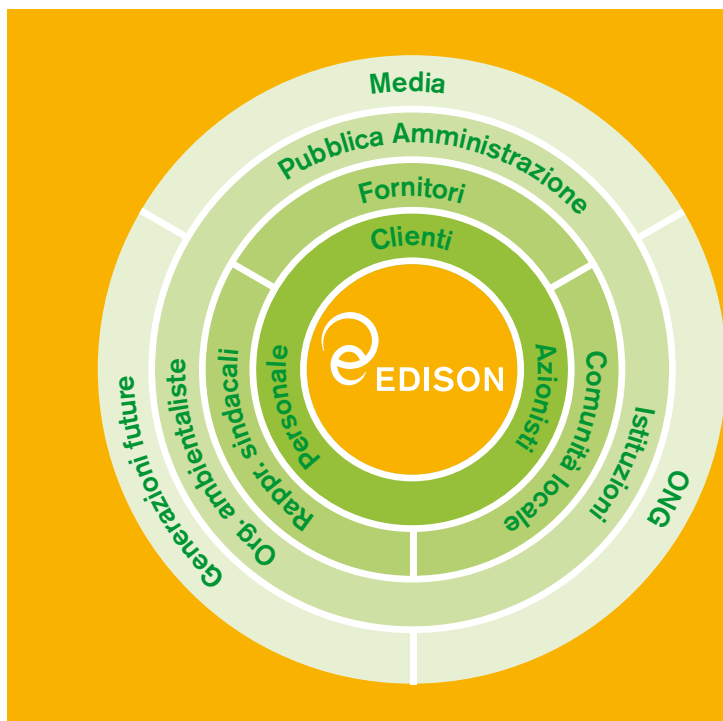 Media
Pubblica Amministrazione
Fornitori
Clienti
EDISON
Personale
Azionisti
Rappr. sindacali
Comunità locale
Org. ambientaliste
Istituzioni
Generazioni future
ONG